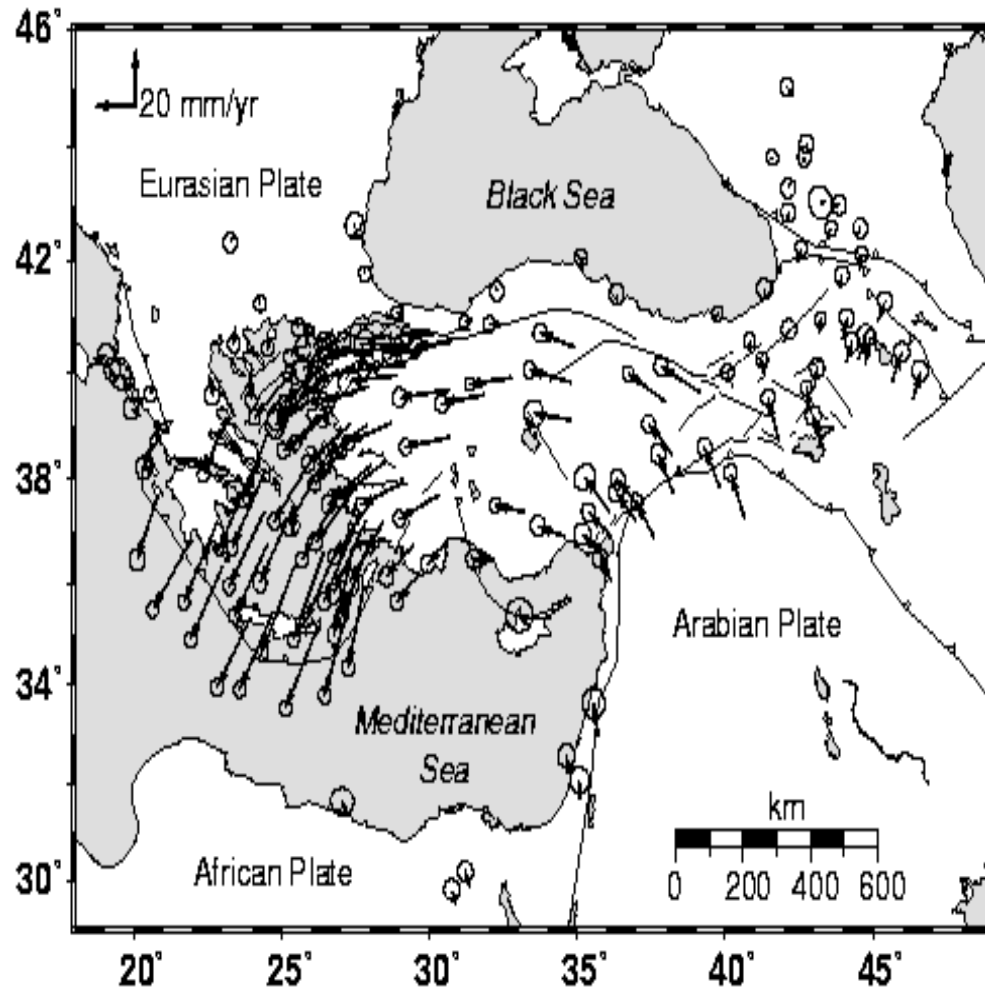 46°
20 mm/yr
Eurasian Plate
Black Sea
42°
38°
Arabian Plate
34°
Mediterranean
Sea
km
African Plate
0 200 400 600
30°
20° 25° 30° 35° 40° 45°